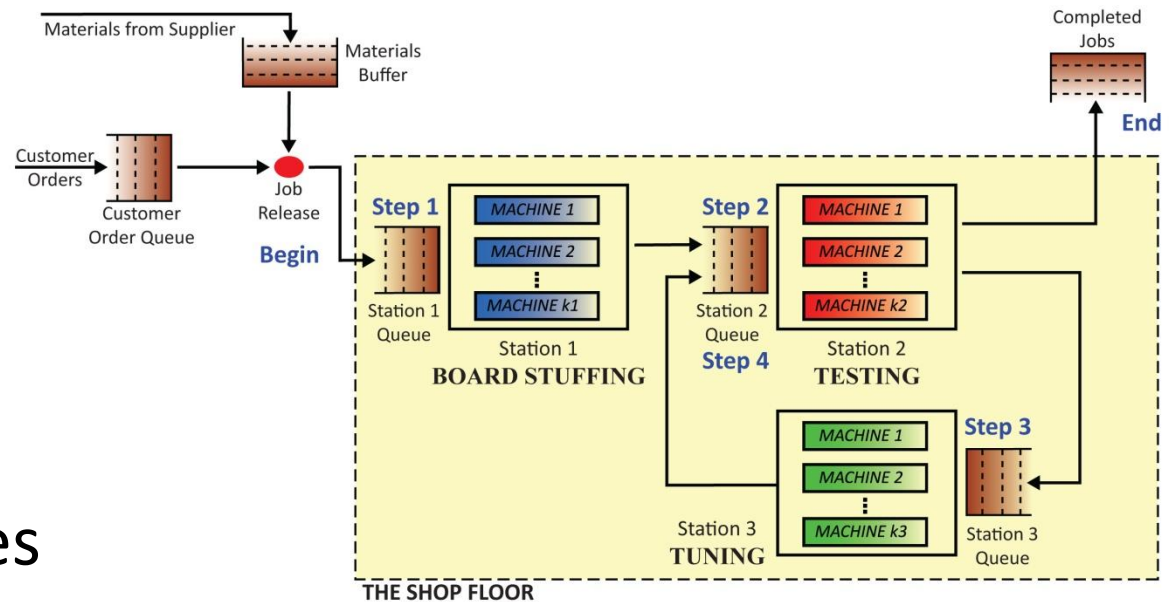 Materials from Supplier
Materials
Buffer
Customer
Orders
Customer
Order Queue
Job
Release
Begin
Completed
Jobs
End
Step 1
Station 1
Queue
MACHINE 1
MACHINE 2
MACHINE k1
Station 1
BOARD STUFFING
Step 2
Station 2
Queue
Step 4
MACHINE 1
MACHINE 2
MACHINE k2
Station 2
TESTING
Step 3
Station 3
Queue
MACHINE 1
MACHINE 2
MACHINE k3
Station 3
TUNING
THE SHOP FLOOR
es